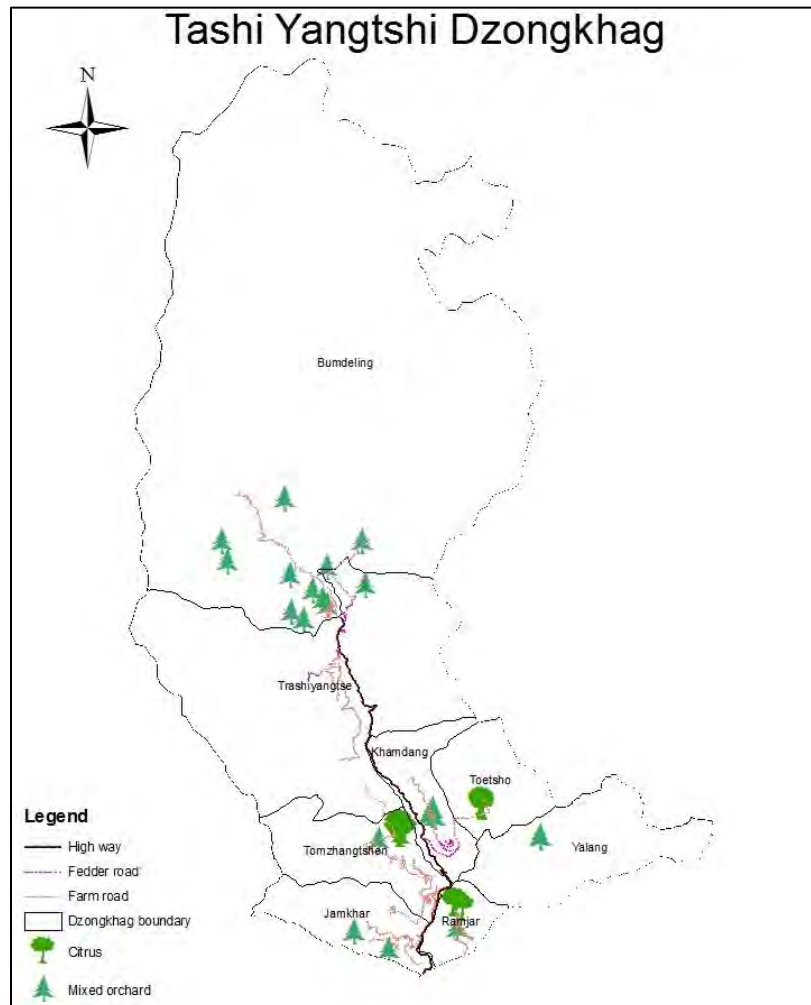 Tashi Yangtshi Dzongkhag
N
Bumdeling
Trashiyangtse
Khamdang
Toetsho
Tomzhangtshen
Yalang
Jamkhar
Ramjar
Legend
High way
Fedder road
Farm road
Dzongkhag boundary
Citrus
Mixed orchard